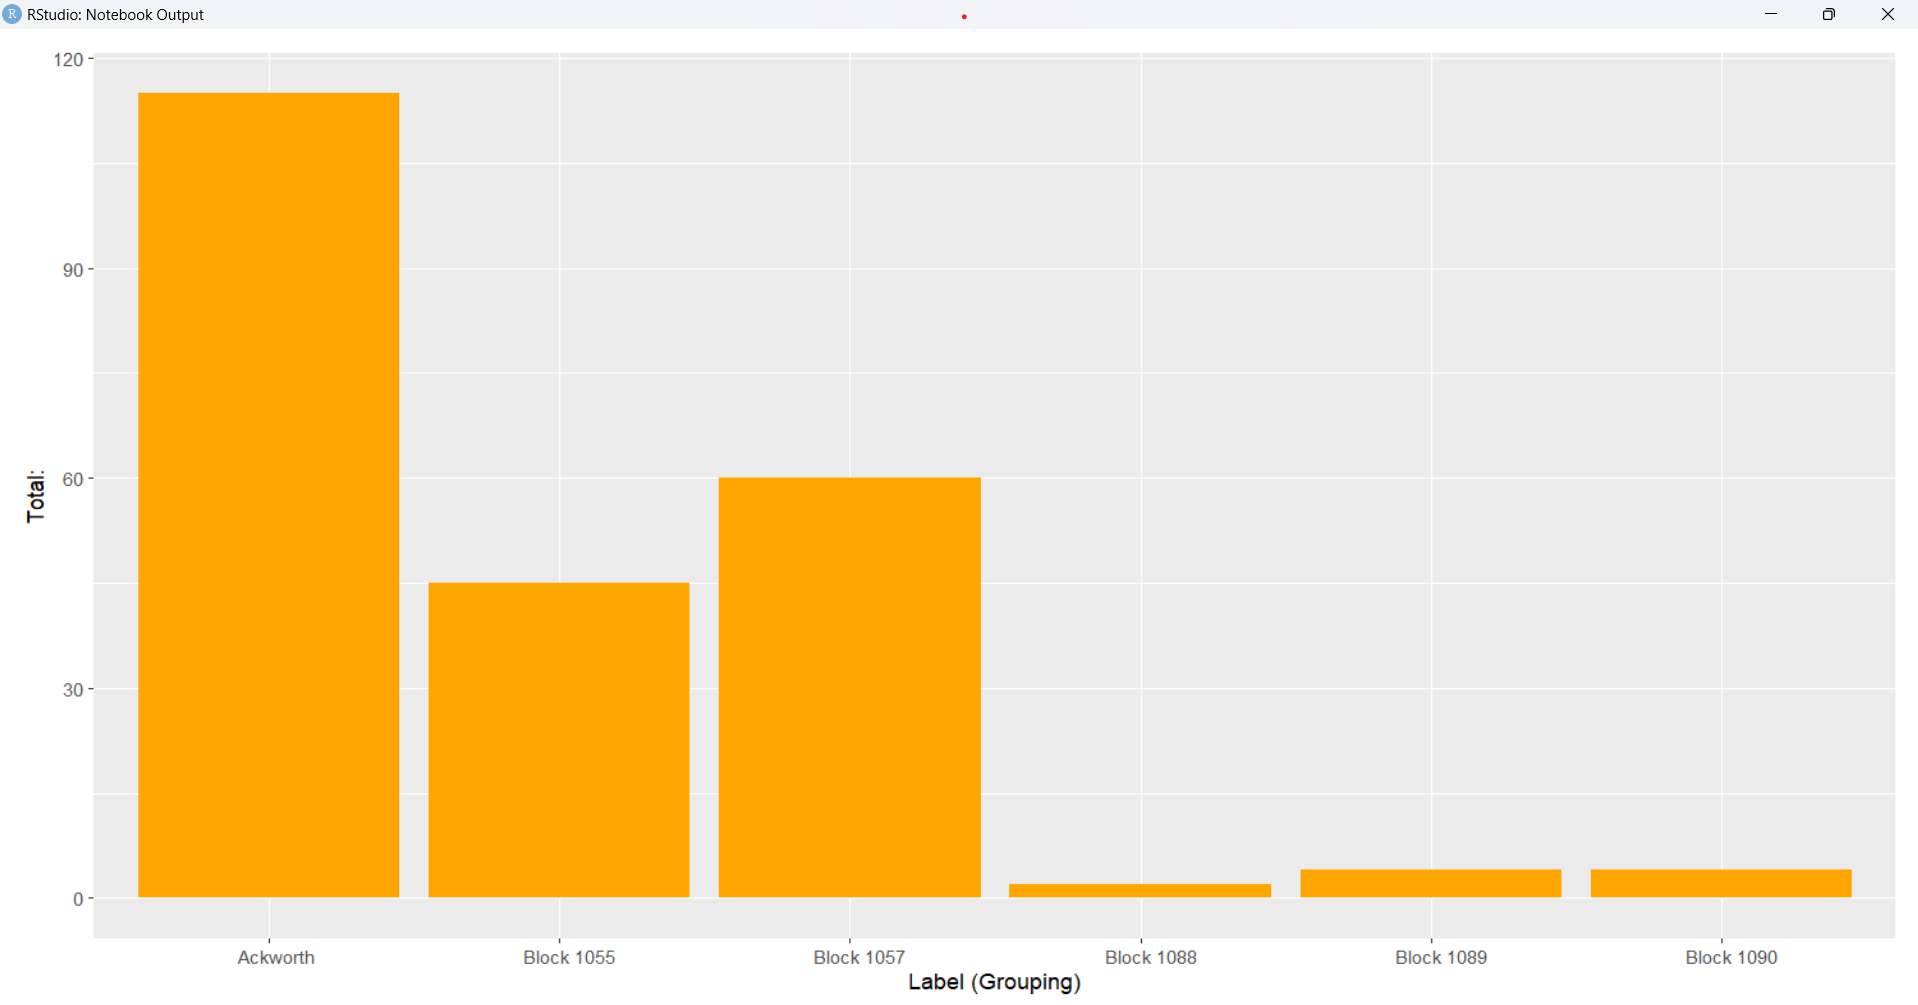 R RStudio: Notebook Output
120
90
60
30
0
Total:
Ackworth Block 1055 Block 1057 Block 1088 Block 1089 Block 1090
Label (Grouping)